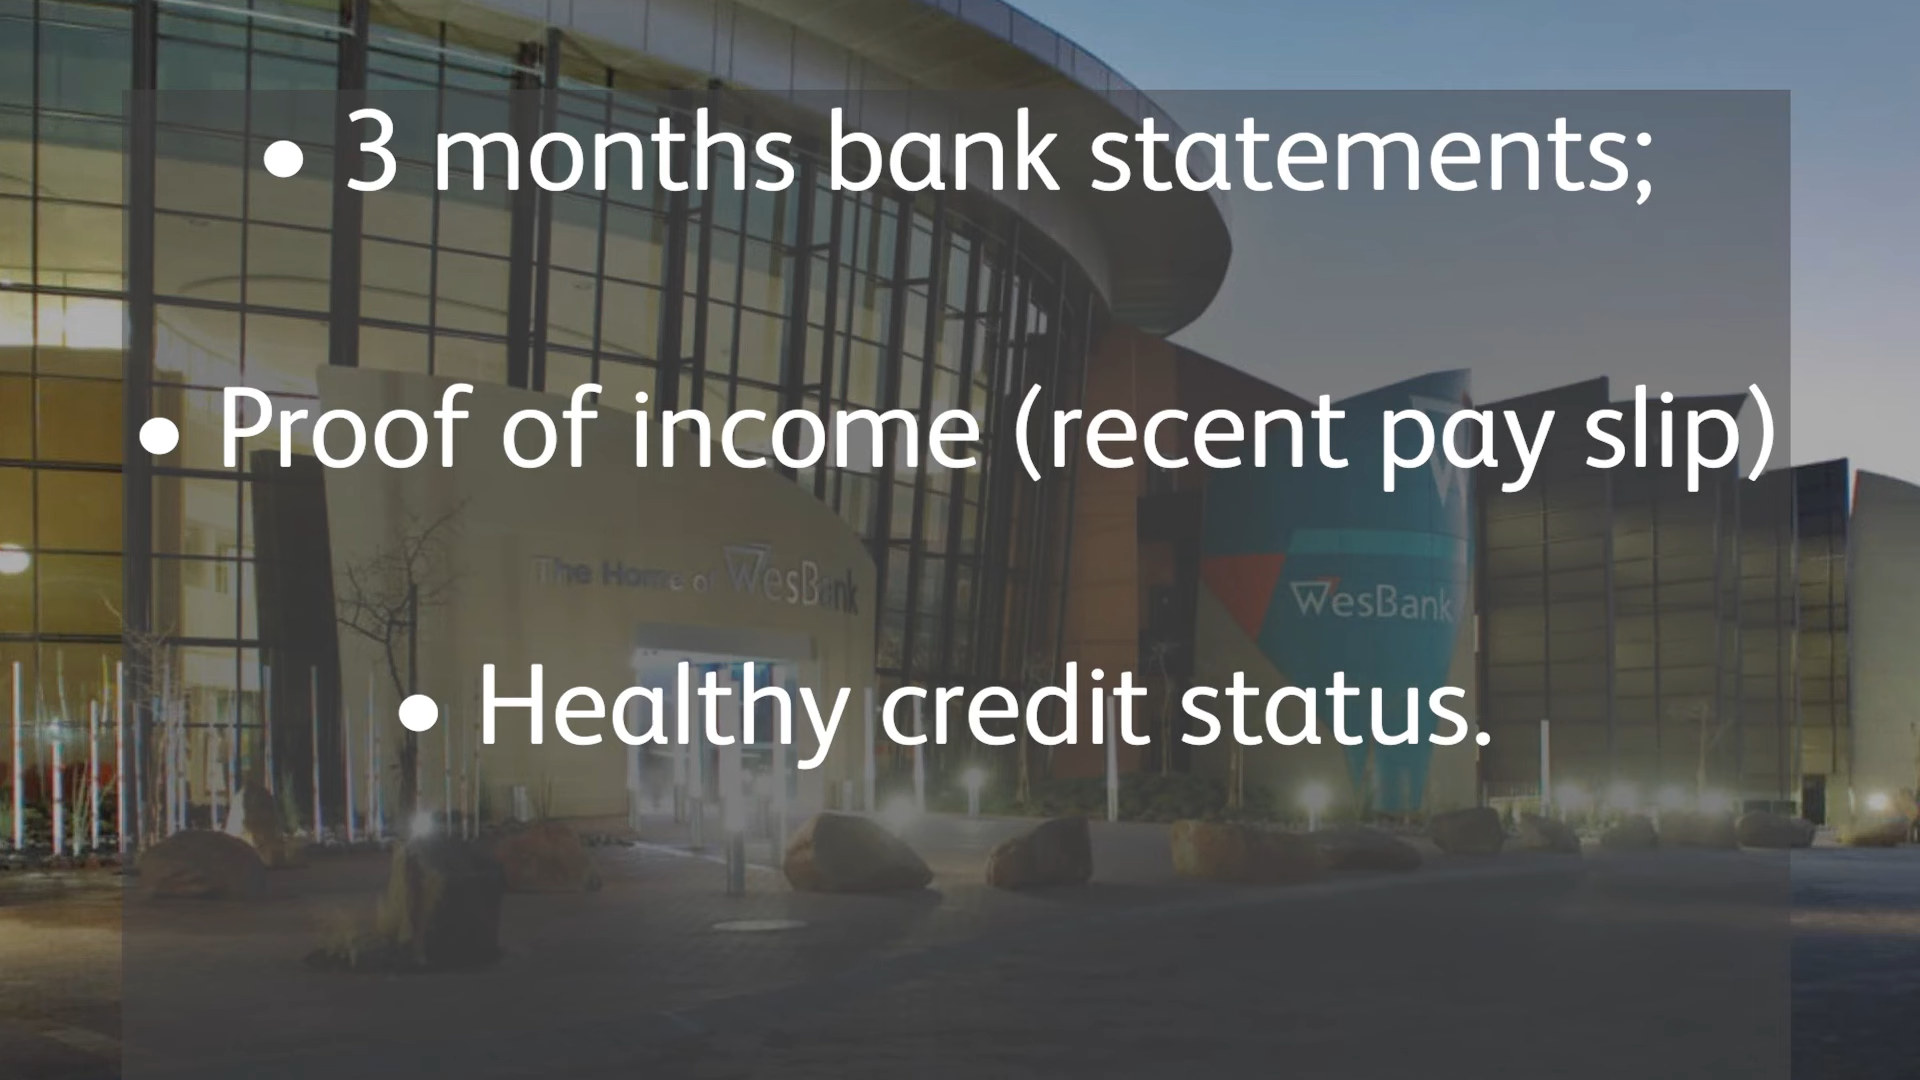 • 3 months bank statements;
• Proof of income (recent pay slip)
• Healthy credit status.
The Home of WesBank
WesBank